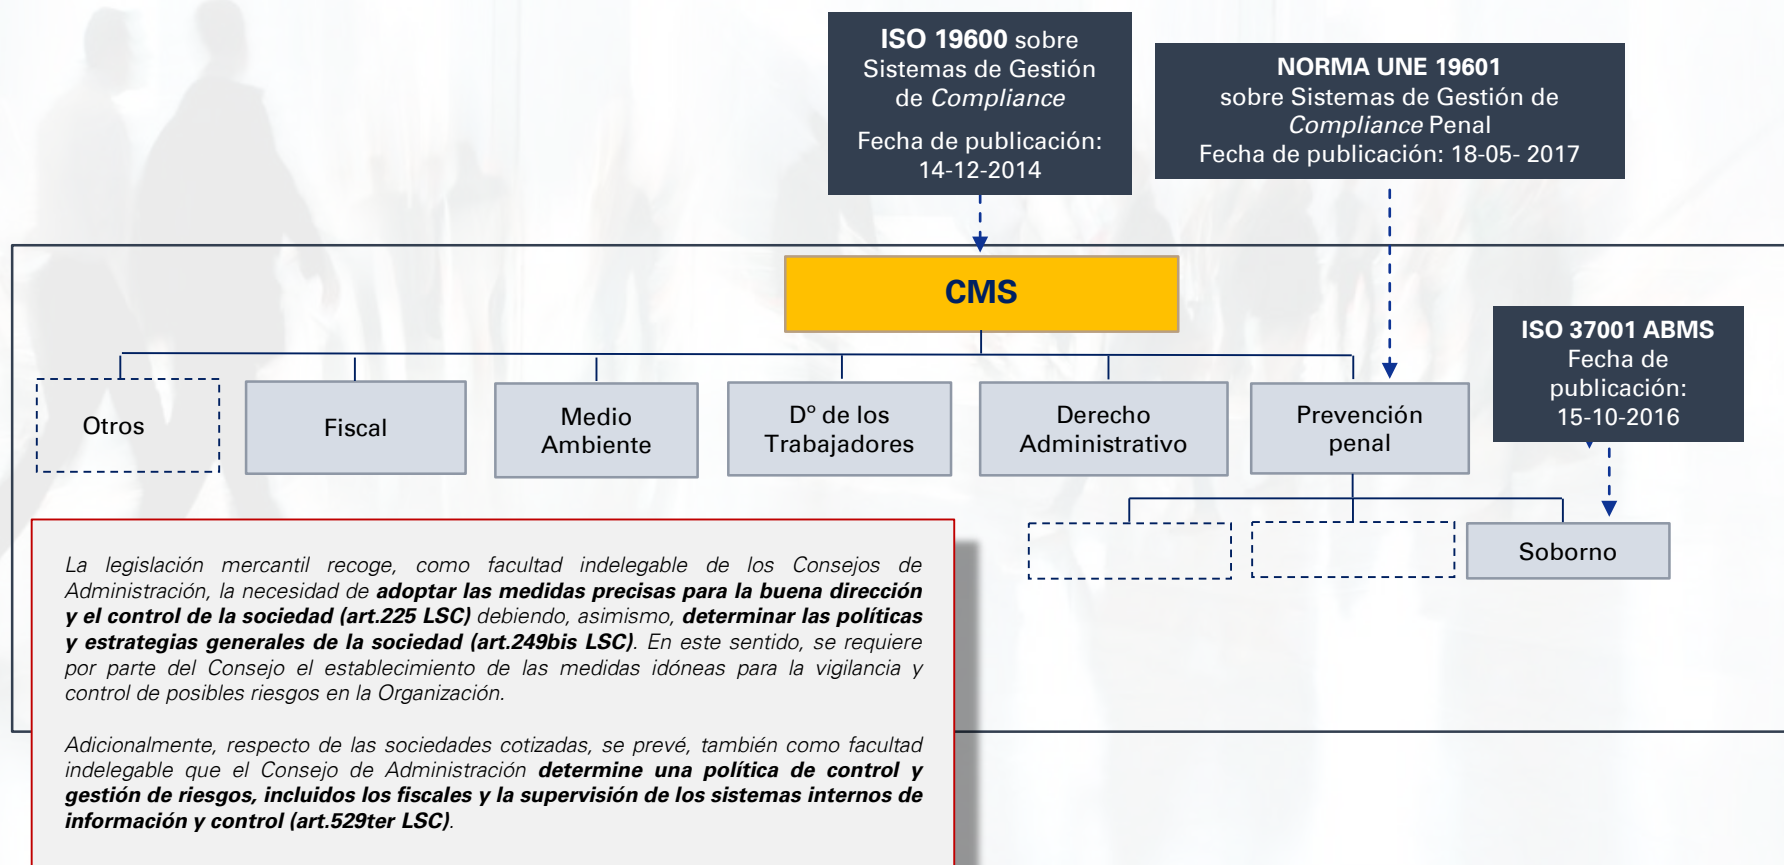 ISO 19600 sobre
Sistemas de Gestión
de Compliance
Fecha de publicación:
14-12-2014
NORMA UNE 19601
sobre Sistemas de Gestión de
Compliance Penal
Fecha de publicación: 18-05- 2017
CMS
ISO 37001 ABMS
Fecha de
publicación:
15-10-2016
Otros
Fiscal
Medio
Ambiente
Dº de los
Trabajadores
Derecho
Administrativo
Prevención
penal
Soborno
La legislación mercantil recoge, como facultad indelegable de los Consejos de
Administración, la necesidad de adoptar las medidas precisas para la buena dirección
y el control de la sociedad (art.225 LSC) debiendo, asimismo, determinar las políticas
y estrategias generales de la sociedad (art.249bis LSC). En este sentido, se requiere
por parte del Consejo el establecimiento de las medidas idóneas para la vigilancia y
control de posibles riesgos en la Organización.
Adicionalmente, respecto de las sociedades cotizadas, se prevé, también como facultad
indelegable que el Consejo de Administración determine una política de control y
gestión de riesgos, incluidos los fiscales y la supervisión de los sistemas internos de
información y control (art.529ter LSC).